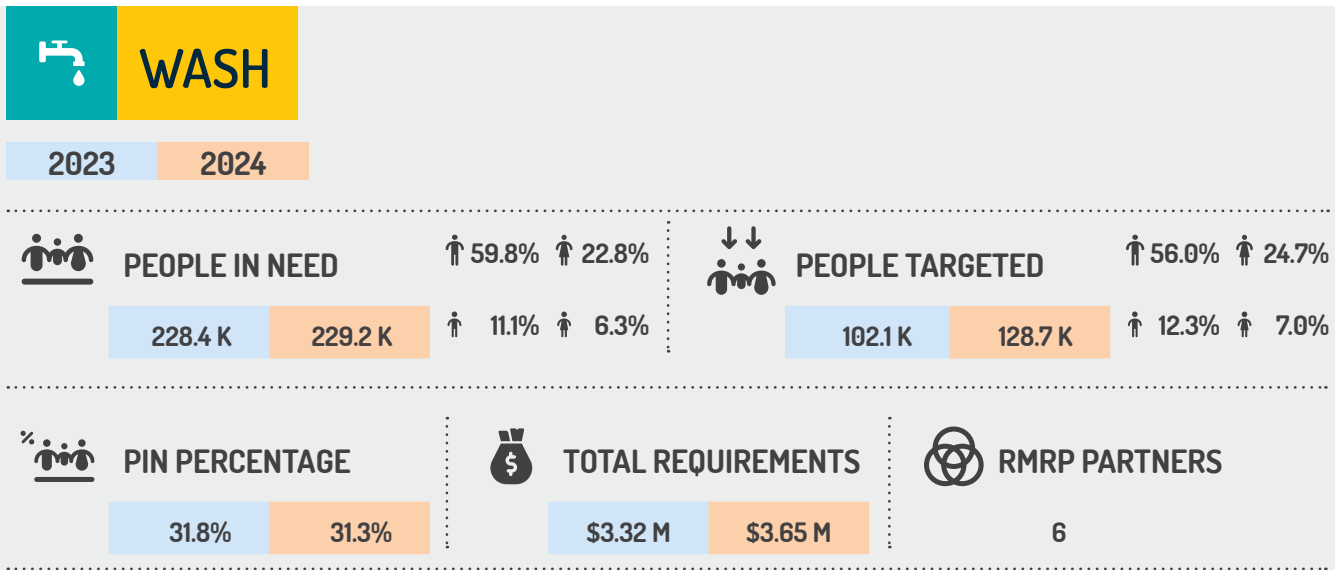 WASH
2023 2024
PEOPLE IN NEED
59.8% 22.8%
228.4 K 229.2 K
11.1% 6.3%
PEOPLE TARGETED
56.0% 24.7%
102.1 K 128.7 K
12.3% 7.0%
%
PIN PERCENTAGE
31.8% 31.3%
$
TOTAL REQUIREMENTS
$3.32 M $3.65 M
RMRP PARTNERS
6